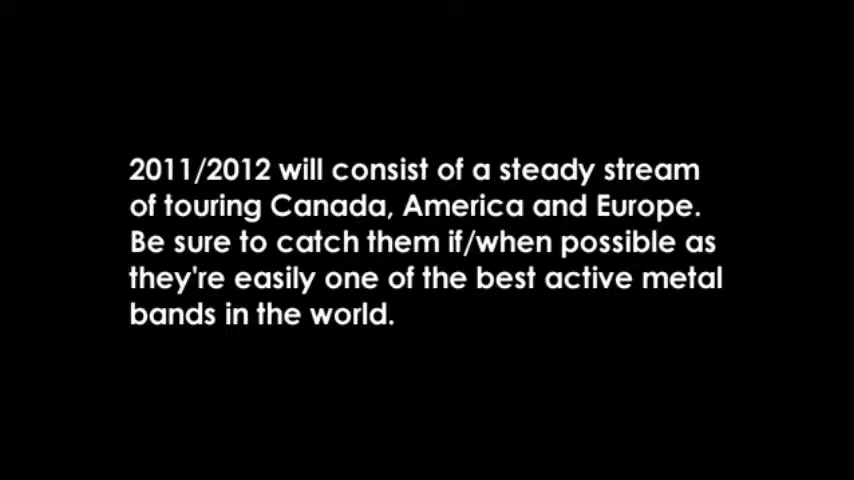 2011/2012 will consist of a steady stream
of touring Canada, America and Europe.
Be sure to catch them if/when possible as
they're easily one of the best active metal
bands in the world.